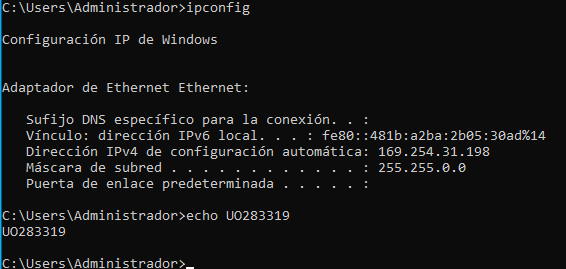 C:\Users\Administrador>ipconfig
Configuración IP de Windows
Adaptador de Ethernet Ethernet:
Sufijo DNS específico para la conexión. . :
Vínculo: dirección IPv6 local. . . : fe80::481b:a2ba:2b05:30ad%14
Dirección IPv4 de configuración automática: 169.254.31.198
Máscara de subred . . . . . . . . . . . . : 255.255.0.0
Puerta de enlace predeterminada . . . . . :
C:\Users\Administrador>echo UO283319
UO283319
C:\Users\Administrador>